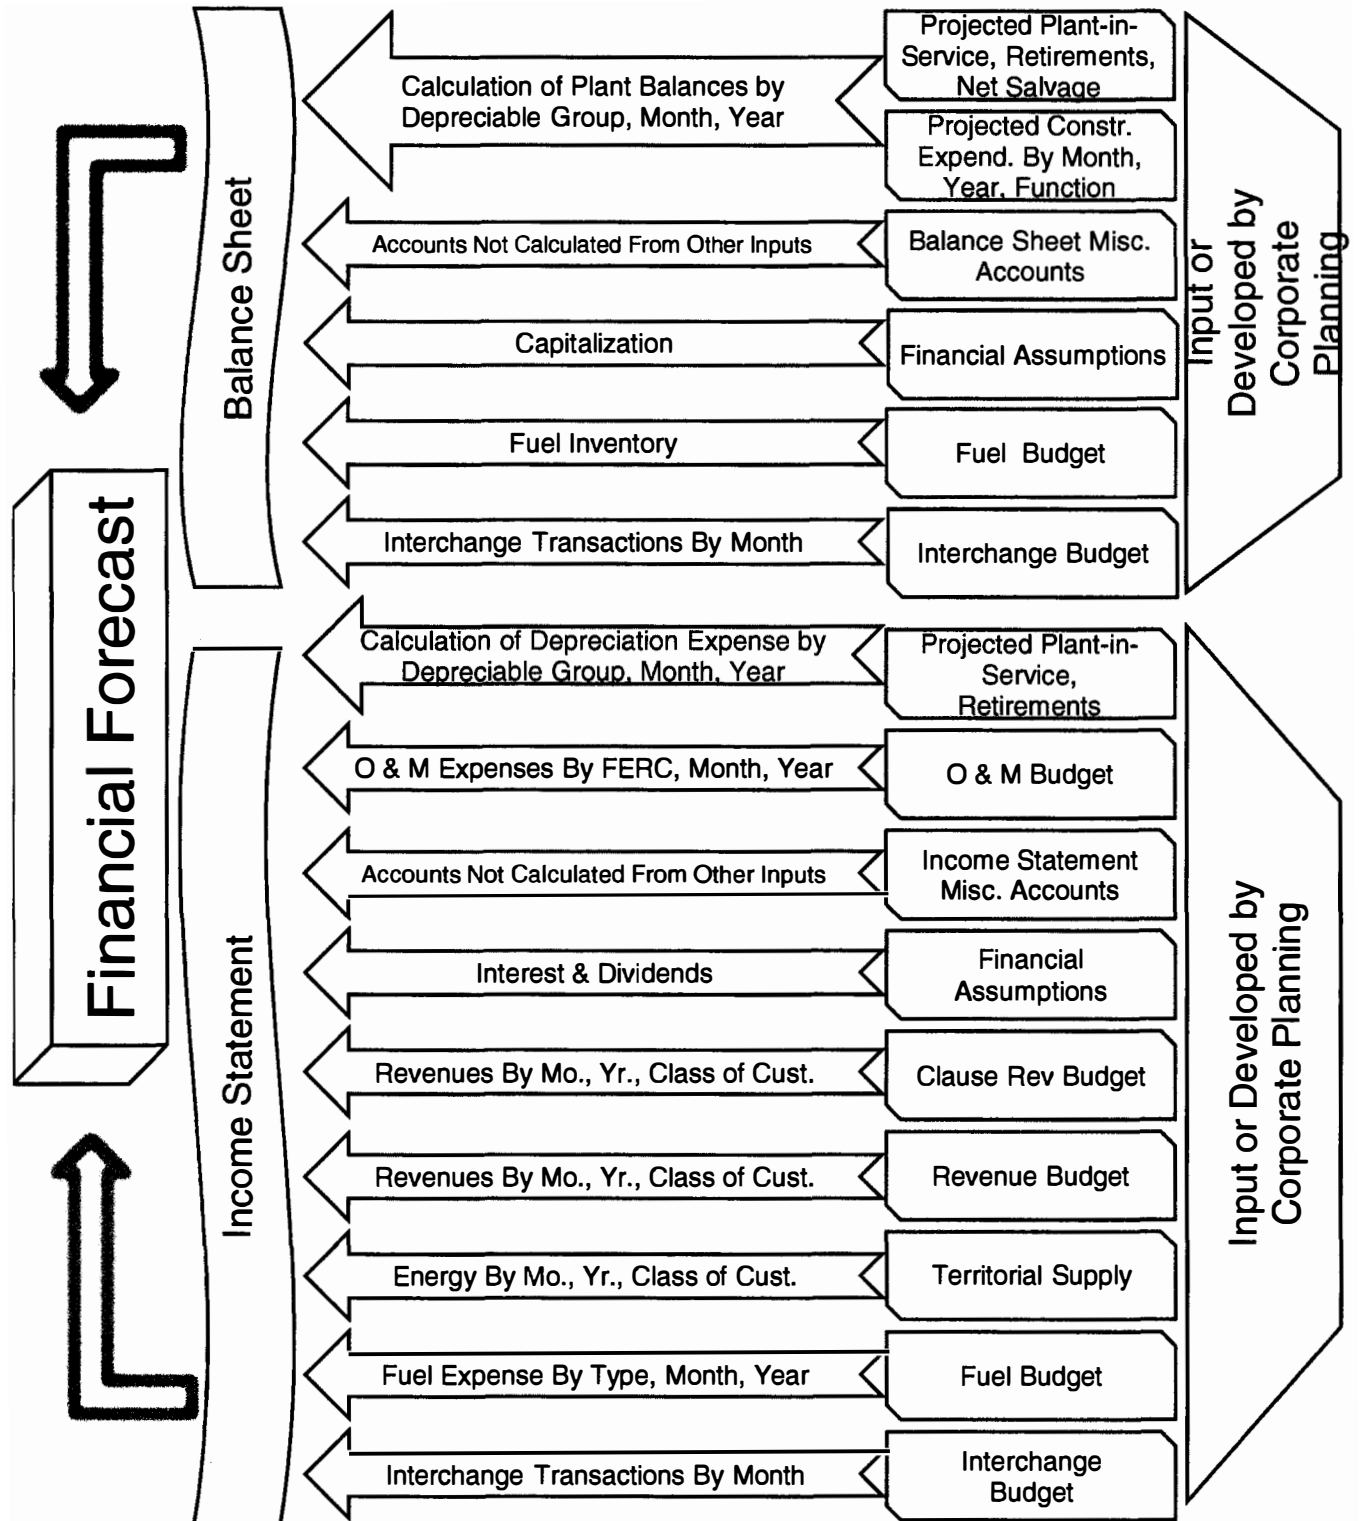 Financial Forecast
Balance Sheet
Calculation of Plant Balances by
Depreciable Group, Month, Year
Projected Plant-in-
Service, Retirements,
Net Salvage
Projected Constr.
Expend. By Month,
Year, Function
Accounts Not Calculated From Other Inputs
Balance Sheet Misc.
Accounts
Capitalization
Financial Assumptions
Fuel Inventory
Fuel Budget
Interchange Transactions By Month
Interchange Budget
Input or
Developed by
Corporate
Planning
Income Statement
Calculation of Depreciation Expense by
Depreciable Group, Month, Year
Projected Plant-in-
Service,
Retirements
O & M Expenses By FERC, Month, Year
O & M Budget
Accounts Not Calculated From Other Inputs
Income Statement
Misc. Accounts
Interest & Dividends
Financial
Assumptions
Revenues By Mo., Yr., Class of Cust.
Clause Rev Budget
Revenues By Mo., Yr., Class of Cust.
Revenue Budget
Energy By Mo., Yr., Class of Cust.
Territorial Supply
Fuel Expense By Type, Month, Year
Fuel Budget
Interchange Transactions By Month
Interchange
Budget
Input or Developed by
Corporate Planning